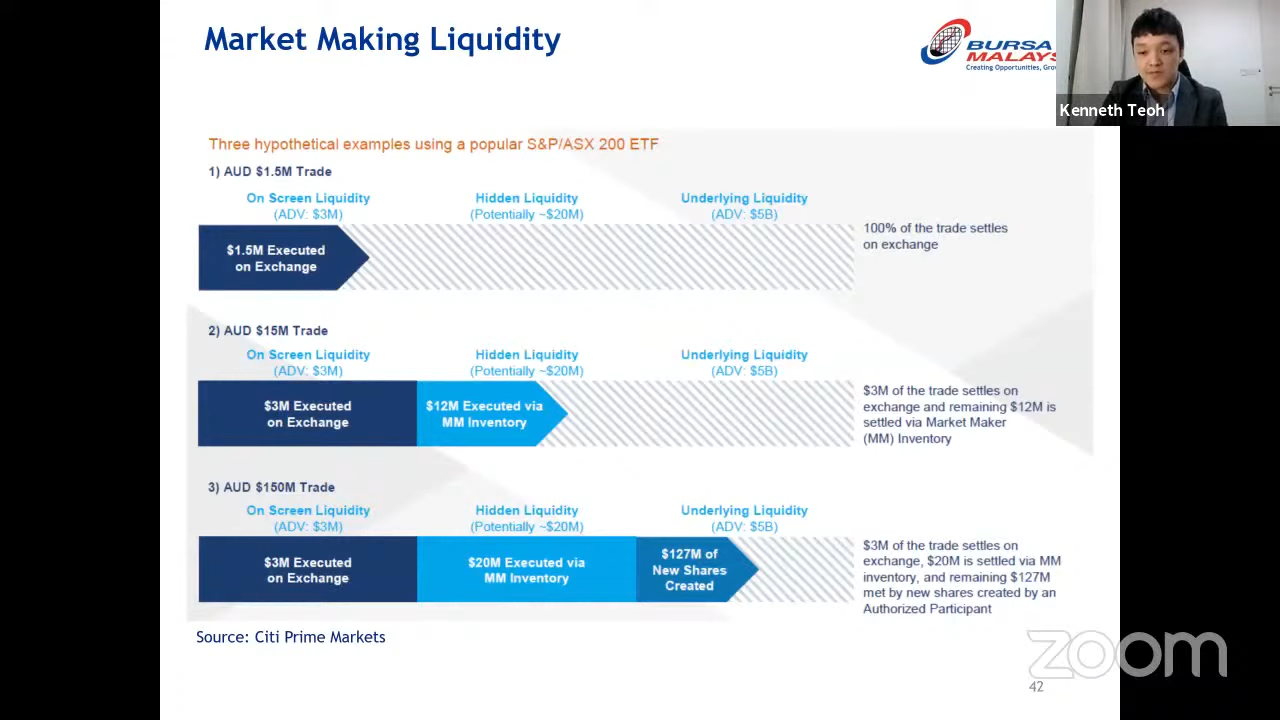 Market Making Liquidity
BURSA
MALAYS
Creating Opportunities, Grow
Kenneth Teoh
Three hypothetical examples using a popular S&P/ASX 200 ETF
1) AUD $1.5M Trade
On Screen Liquidity
(ADV: $3M)
Hidden Liquidity
(Potentially ~$20M)
Underlying Liquidity
(ADV: $5B)
$1.5M Executed
on Exchange
100% of the trade settles
on exchange
2) AUD $15M Trade
On Screen Liquidity
(ADV: $3M)
Hidden Liquidity
(Potentially ~$20M)
Underlying Liquidity
(ADV: $5B)
$3M Executed
on Exchange
$12M Executed via
MM Inventory
$3M of the trade settles on
exchange and remaining $12M is
settled via Market Maker
(MM) Inventory
3) AUD $150M Trade
On Screen Liquidity
(ADV: $3M)
Hidden Liquidity
(Potentially ~$20M)
Underlying Liquidity
(ADV: $5B)
$3M Executed
on Exchange
$20M Executed via
MM Inventory
$127M of
New Shares
Created
$3M of the trade settles on
exchange, $20M is settled via MM
inventory, and remaining $127M
met by new shares created by an
Authorized Participant
Source: Citi Prime Markets
zoom
42